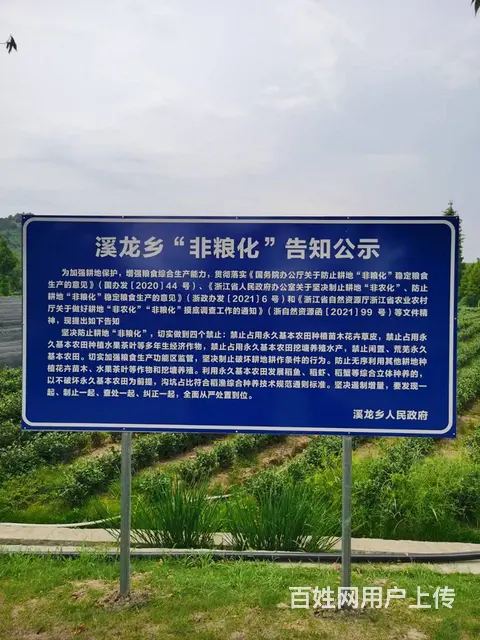 溪龙乡“非粮化”告知公示
为加强耕地保护，增强粮食综合生产能力，贯彻落实《国务院办公厅关于防止耕地“非粮化”稳定粮食
生产的意见》（国办发[2020]44号）、《浙江省人民政府办公室关于坚决制止耕地“非农化”、防止
耕地“非粮化”稳定粮食生产的意见》（浙政办发[2021]6号）和《浙江省自然资源厅浙江省农业农村
厅关于做好耕地“非农化”“非粮化”摸底调查工作的通知》（浙自然资源函[2021]99号）等文件精
神，现提出如下告知
坚决防止耕地“非粮化”，切实做到四个禁止：禁止占用永久基本农田种植苗木花卉草皮，禁止占用永
久基本农田种植水果茶叶等多年生经济作物，禁止占用永久基本农田挖塘养殖水产，禁止闲置、荒芜永久
基本农田。切实加强粮食生产功能区监管，坚决制止破坏耕地耕作条件的行为。防止无序利用其他耕地种
植花卉苗木、水果茶叶等作物和挖塘养殖。利用永久基本农田发展稻鱼、稻虾、稻蟹等综合立体种养的，
以不破坏永久基本农田为前提，沟坑占比符合稻渔综合种养技术规范通则标准。坚决遏制增量，要发现一
起、制止一起、查处一起、纠正一起，全面从严处置到位。
溪龙乡人民政府
百姓网用户上传